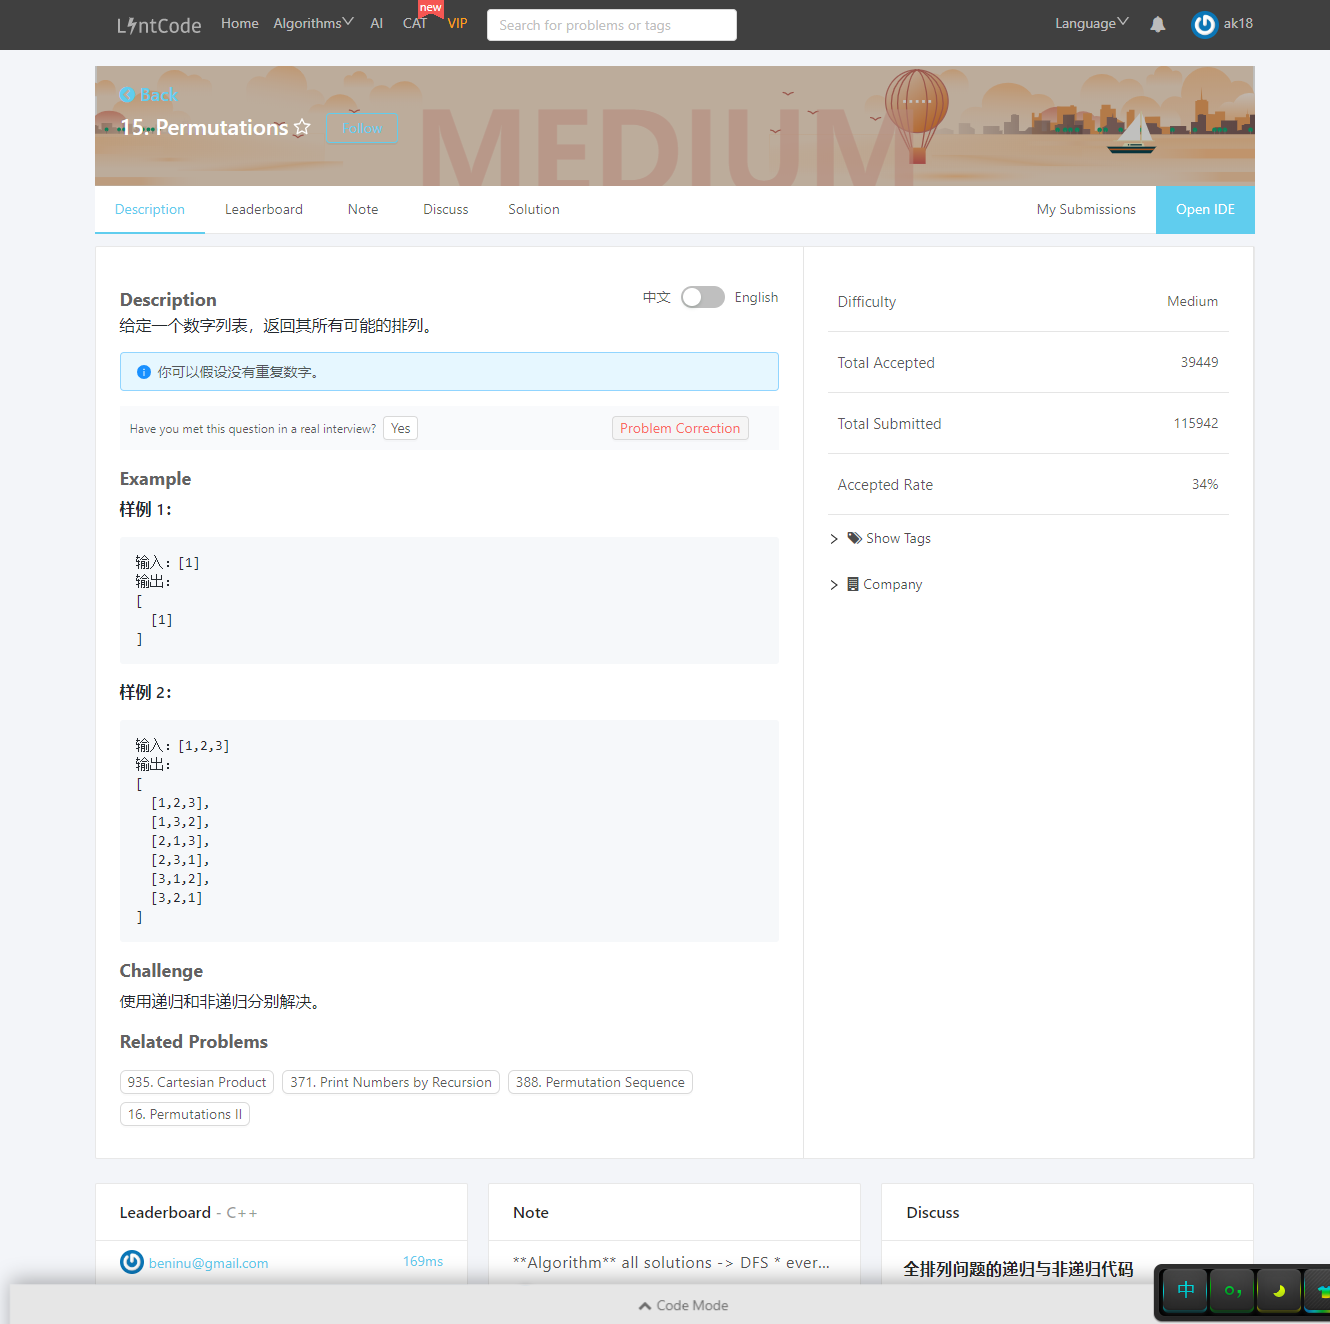 LintCode Home Algorithms AI CAT new VIP Search for problems or tags Language ak18
Back
15. Permutations Follow
MEDIUM
Description Leaderboard Note Discuss Solution My Submissions Open IDE
Description 中文 English
给定一个数字列表，返回其所有可能的排列。
你可以假设没有重复数字。
Have you met this question in a real interview? Yes Problem Correction
Example
样例 1：
输入：[1]
输出：
[
[1]
]
样例 2：
输入：[1,2,3]
输出：
[
[1,2,3],
[1,3,2],
[2,1,3],
[2,3,1],
[3,1,2],
[3,2,1]
]
Challenge
使用递归和非递归分别解决。
Related Problems
935. Cartesian Product 371. Print Numbers by Recursion 388. Permutation Sequence
16. Permutations II
Difficulty Medium
Total Accepted 39449
Total Submitted 115942
Accepted Rate 34%
Show Tags
Company
Leaderboard - C++
beninu@gmail.com 169ms
Note
**Algorithm** all solutions -> DFS * ever...
Discuss
全排列问题的递归与非递归代码
Code Mode
中